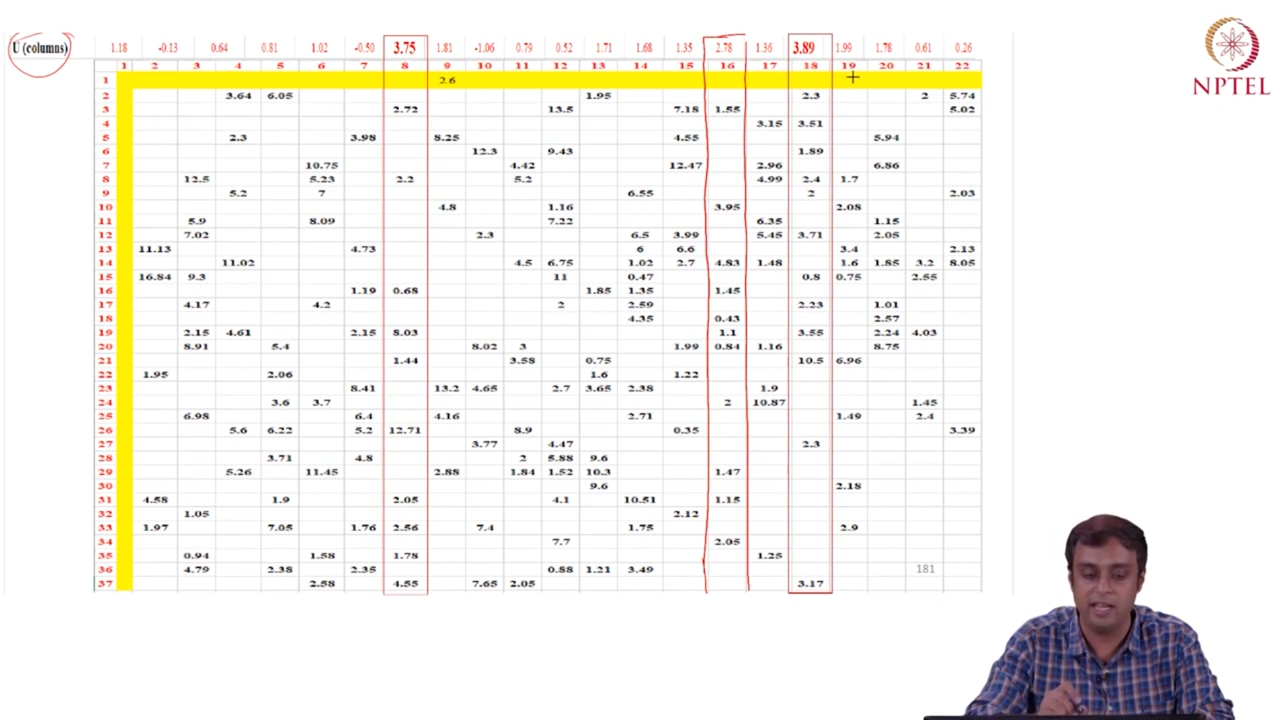 U (columns) 1.18 -0.13 0.64 0.81 1.02 -0.50 3.75 1.81 -1.06 0.79 0.52 1.71 1.68 1.35 2.78 1.36 3.89 1.99 1.78 0.61 0.26
1 2 3 4 5 6 7 8 9 10 11 12 13 14 15 16 17 18 19 20 21 22
1 2.6
2 3.64 6.05 1.95 2.3 2 5.74
3 2.72 13.5 7.18 1.55 5.02
4 3.15 3.51
5 2.3 3.98 8.25 4.55 5.94
6 12.3 9.43 1.89
7 10.75 4.42 12.47 2.96 6.86
8 12.5 5.23 2.2 5.2 4.99 2.4 1.7
9 5.2 7 6.55 2 2.03
10 4.8 1.16 3.95 2.08
11 5.9 8.09 7.22 6.35 1.15
12 7.02 2.3 6.5 3.99 5.45 3.71 2.05
13 11.13 4.73 6 6.6 3.4 2.13
14 11.02 4.5 6.75 1.02 2.7 4.83 1.48 1.6 1.85 3.2 8.05
15 16.84 9.3 11 0.47 0.8 0.75 2.55
16 1.19 0.68 1.85 1.35 1.45
17 4.17 4.2 2 2.59 2.23 1.01
18 4.35 0.43 2.57
19 2.15 4.61 2.15 8.03 1.1 3.55 2.24 4.03
20 8.91 5.4 8.02 3 1.99 0.84 1.16 8.75
21 1.44 3.58 0.75 10.5 6.96
22 1.95 2.06 1.6 1.22
23 8.41 13.2 4.65 2.7 3.65 2.38 1.9
24 3.6 3.7 2 10.87 1.45
25 6.98 6.4 4.16 2.71 1.49 2.4
26 5.6 6.22 5.2 12.71 8.9 0.35 3.39
27 3.77 4.47 2.3
28 3.71 4.8 2 5.88 9.6
29 5.26 11.45 2.88 1.84 1.52 10.3 1.47
30 9.6 2.18
31 4.58 1.9 2.05 4.1 10.51 1.15
32 1.05 2.12
33 1.97 7.05 1.76 2.56 7.4 1.75 2.9
34 7.7 2.05
35 0.94 1.58 1.78 1.25
36 4.79 2.38 2.35 0.88 1.21 3.49 181
37 2.58 4.55 7.65 2.05 3.17
NPTEL